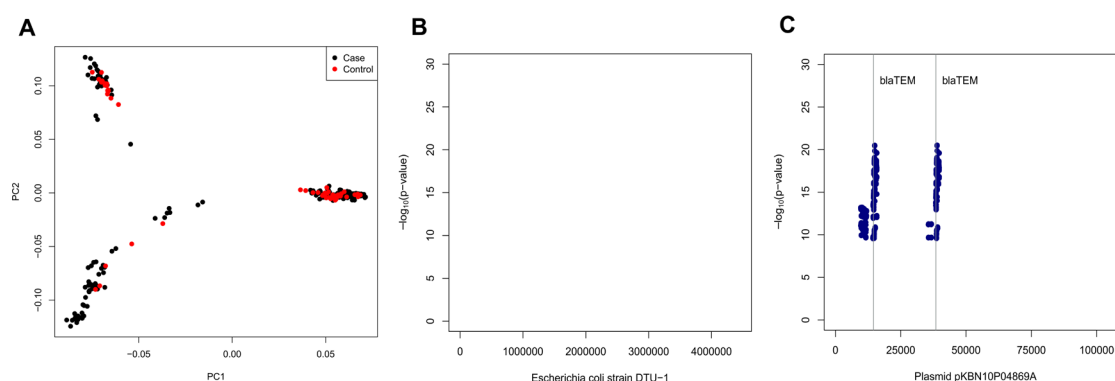 A
Case
Control
0.10
0.05
0.00
−0.05
−0.10
PC2
−0.05
0.00
0.05
PC1
B
30
25
20
15
10
5
0
−log10(p−value)
0
1000000
2000000
3000000
4000000
Escherichia coli strain DTU−1
C
blaTEM
blaTEM
30
25
20
15
10
5
0
−log10(p−value)
25000
50000
75000
100000
Plasmid pKBN10P04869A